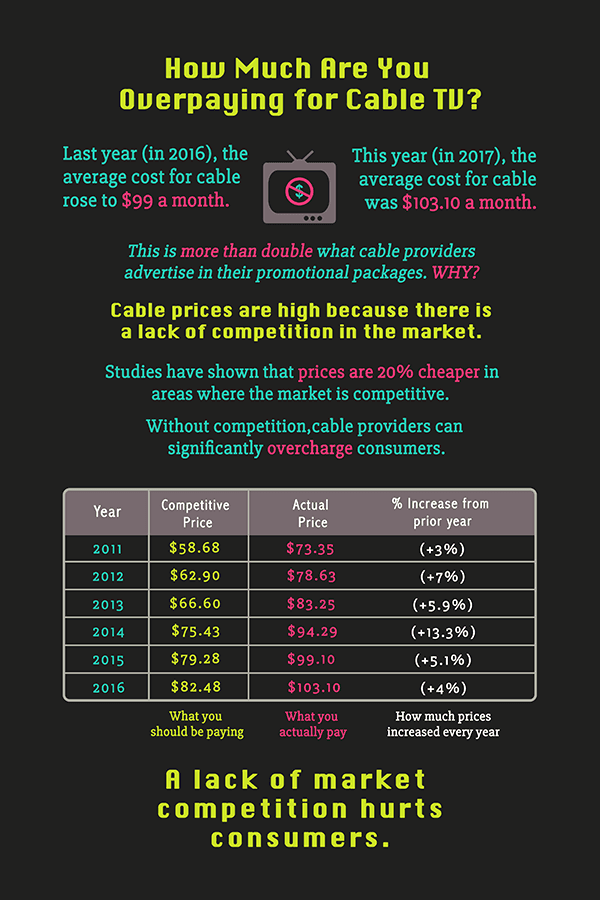 How Much Are You
Overpaying for Cable TV?
Last year (in 2016), the
average cost for cable
rose to $99 a month.
$
This year (in 2017), the
average cost for cable
was $103.10 a month.
This is more than double what cable providers
advertise in their promotional packages. WHY?
Cable prices are high because there is
a lack of competition in the market.
Studies have shown that prices are 20% cheaper in
areas where the market is competitive.
Without competition,cable providers can
significantly overcharge consumers.
Year Competitive Price Actual Price % Increase from prior year
2011 $58.68 $73.35 (+3%)
2012 $62.90 $78.63 (+7%)
2013 $66.60 $83.25 (+5.9%)
2014 $75.43 $94.29 (+13.3%)
2015 $79.28 $99.10 (+5.1%)
2016 $82.48 $103.10 (+4%)
What you
should be paying
What you
actually pay
How much prices
increased every year
A lack of market
competition hurts
consumers.